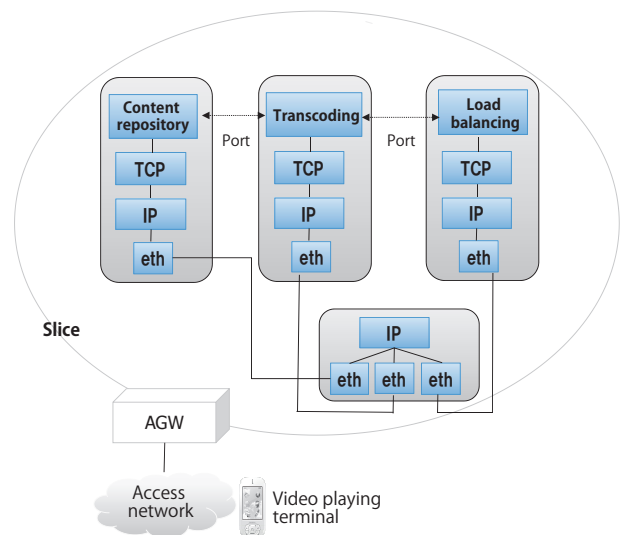 Content
repository
Transcoding
Load
balancing
Port
Port
TCP
TCP
TCP
IP
IP
IP
eth
eth
eth
Slice
IP
eth
eth
eth
AGW
Access
network
Video playing
terminal